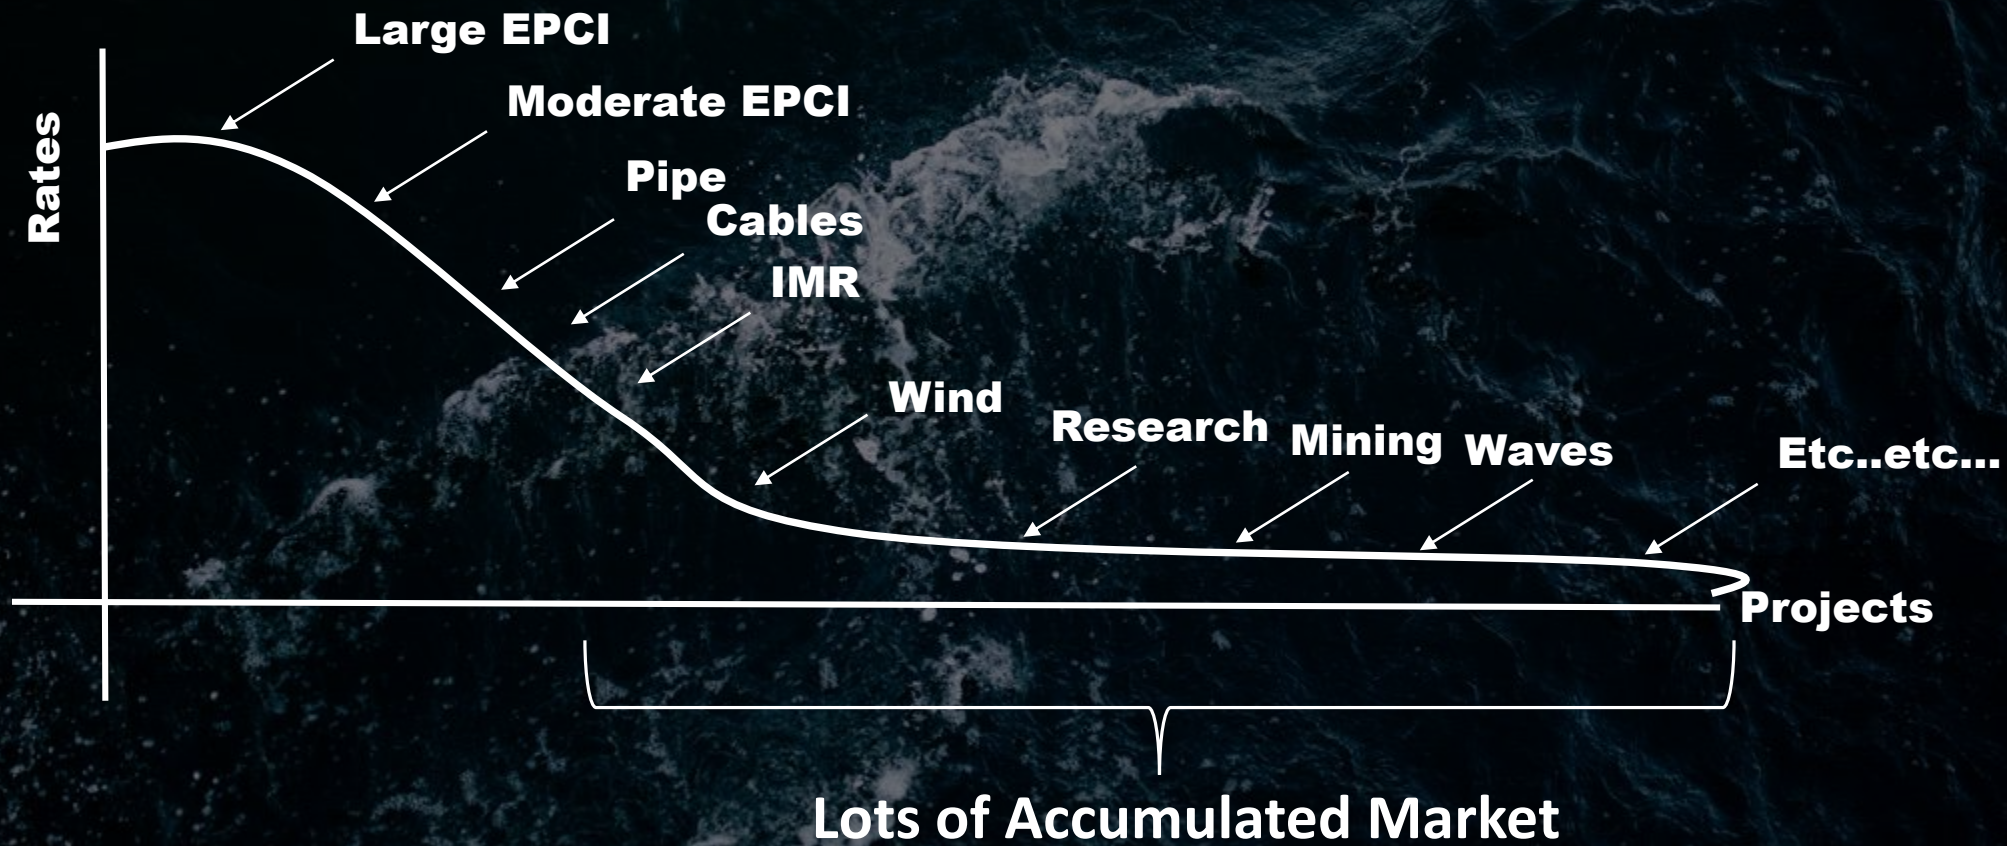 Large EPCI
Moderate EPCI
Rates
Pipe
Cables
IMR
Wind
Research
Mining
Waves
Etc..etc...
Projects
Lots of Accumulated Market